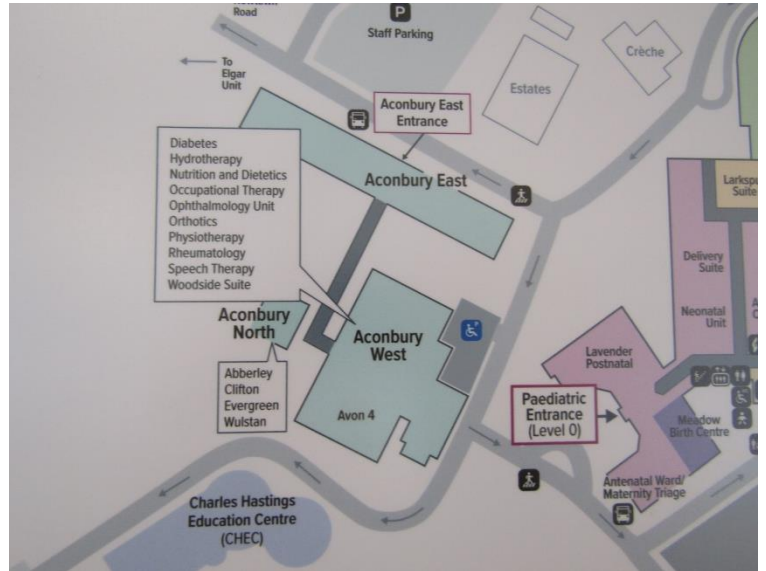 Road
P
Staff Parking
To
Elgar
Unit
Crèche
Estates
Aconbury East
Entrance
Aconbury East
Diabetes
Hydrotherapy
Nutrition and Dietetics
Occupational Therapy
Ophthalmology Unit
Orthotics
Physiotherapy
Rheumatology
Speech Therapy
Woodside Suite
Suite
Delivery
Suite
Neonatal
Unit
Aconbury
North
Aconbury
West
Abberley
Clifton
Evergreen
Wulstan
Avon 4
Lavender
Postnatal
Paediatric
Entrance
(Level 0)
Meadow
Birth Centre
Antenatal Ward/
Maternity Triage
Charles Hastings
Education Centre
(CHEC)